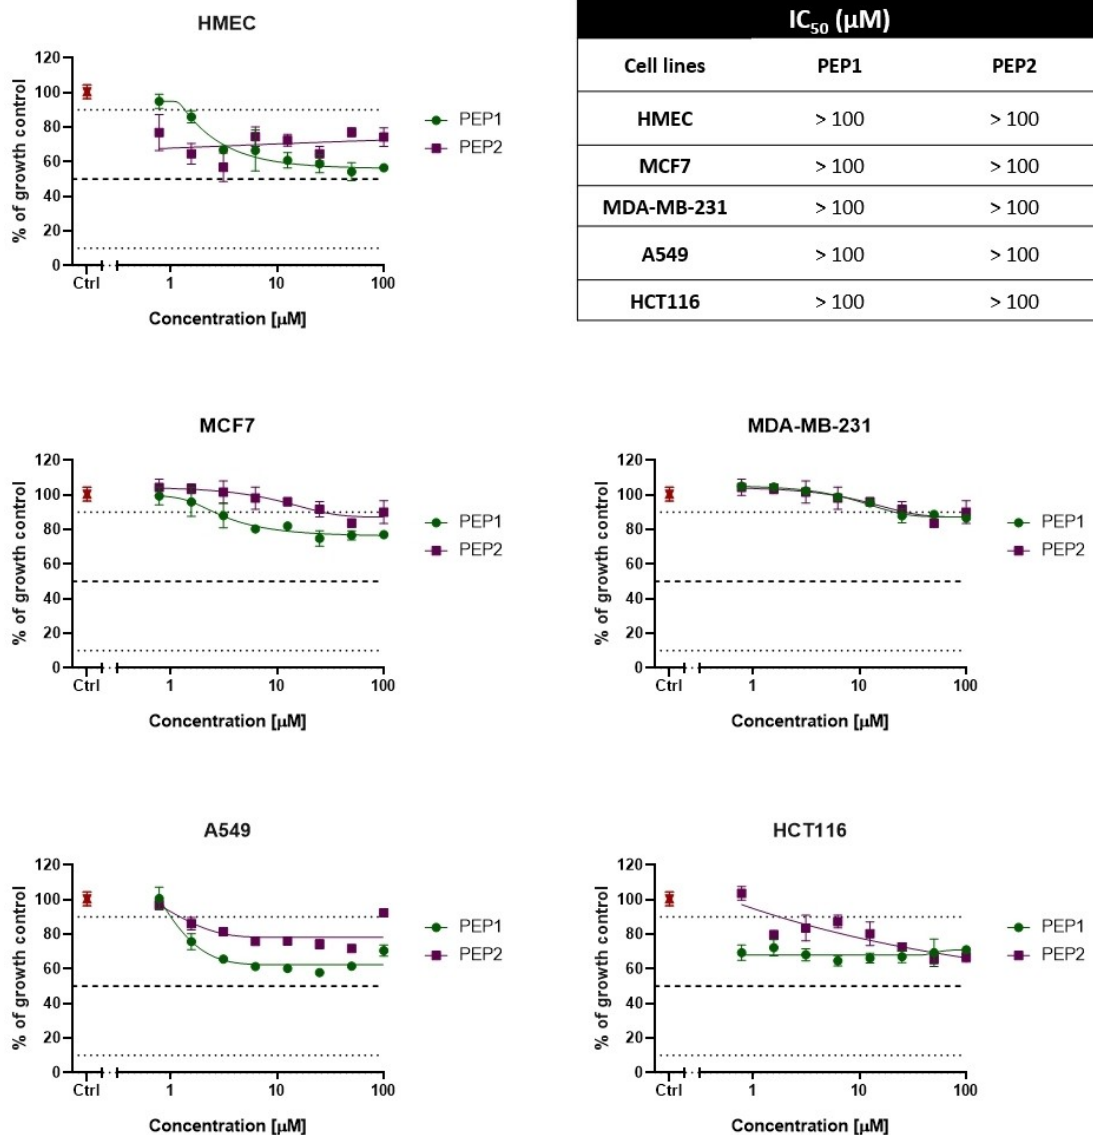 HMEC
120
100
80
60
40
20
0
% of growth control
Ctrl 1 10 100
Concentration [μM]
PEP1
PEP2
IC50 (μM)
Cell lines PEP1 PEP2
HMEC > 100 > 100
MCF7 > 100 > 100
MDA-MB-231 > 100 > 100
A549 > 100 > 100
HCT116 > 100 > 100
MCF7
120
100
80
60
40
20
0
% of growth control
Ctrl 1 10 100
Concentration [μM]
PEP1
PEP2
MDA-MB-231
120
100
80
60
40
20
0
% of growth control
Ctrl 1 10 100
Concentration [μM]
PEP1
PEP2
A549
120
100
80
60
40
20
0
% of growth control
Ctrl 1 10 100
Concentration [μM]
PEP1
PEP2
HCT116
120
100
80
60
40
20
0
% of growth control
Ctrl 1 10 100
Concentration [μM]
PEP1
PEP2